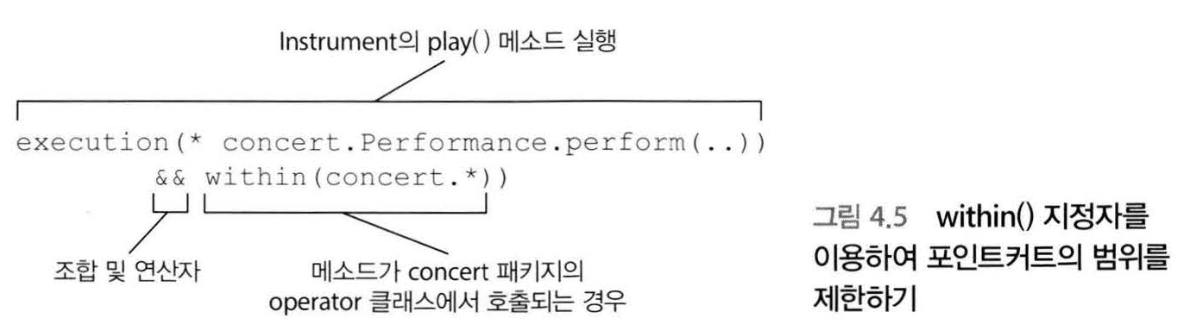 Instrument의 play() 메소드 실행
execution(* concert.Performance.perform(..))
&& within(concert.*))
조합 및 연산자
메소드가 concert 패키지의
operator 클래스에서 호출되는 경우
그림 4.5 within() 지정자를
이용하여 포인트커트의 범위를
제한하기